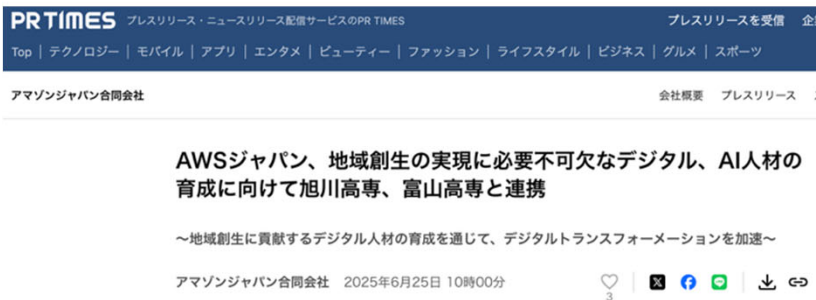 PR TIMES プレスリリース・ニュースリリース配信サービスのPR TIMES プレスリリースを受信
Top | テクノロジー | モバイル | アプリ | エンタメ | ビューティー | ファッション | ライフスタイル | ビジネス | グルメ | スポーツ
アマゾンジャパン合同会社 会社概要 プレスリリース
AWSジャパン、地域創生の実現に必要不可欠なデジタル、AI人材の
育成に向けて旭川高専、富山高専と連携
～地域創生に貢献するデジタル人材の育成を通じて、デジタルトランスフォーメーションを加速～
アマゾンジャパン合同会社 2025年6月25日 10時00分
3